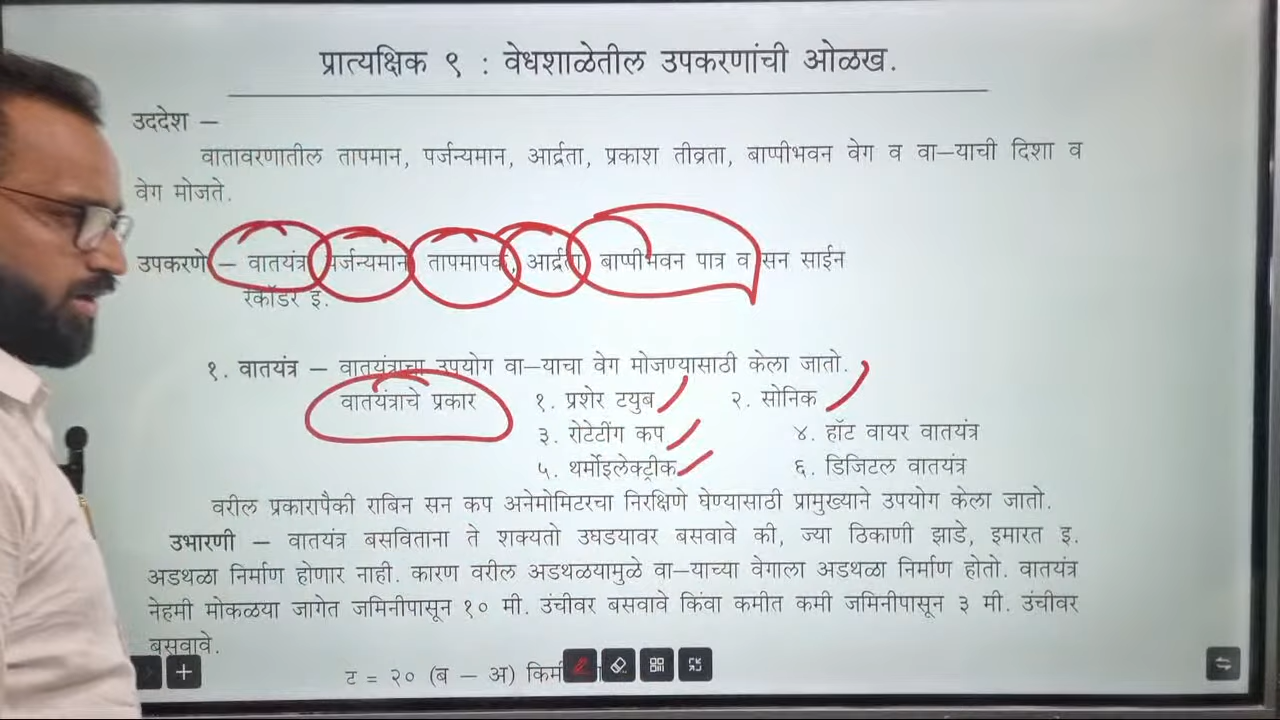 प्रात्यक्षिक ९ : वेधशाळेतील उपकरणांची ओळख.
उददेश –
वातावरणातील तापमान, पर्जन्यमान, आर्द्रता, प्रकाश तीव्रता, बाप्पीभवन वेग व वा–याची दिशा व
वेग मोजते.
उपकरणे – वातयंत्र पर्जन्यमान तापमापक, आर्द्रता बाप्पीभवन पात्र व सन साईन
रेकॉडर इ.
१. वातयंत्र – वातयंत्राचा उपयोग वा–याचा वेग मोजण्यासाठी केला जातो.
वातयंत्राचे प्रकार १. प्रशेर टयुब २. सोनिक
३. रोटेटींग कप ४. हॉट वायर वातयंत्र
५. थर्मोइलेक्ट्रीक ६. डिजिटल वातयंत्र
वरील प्रकारापैकी राबिन सन कप अनेमोमिटरचा निरक्षिणे घेण्यासाठी प्रामुख्याने उपयोग केला जातो.
उभारणी – वातयंत्र बसविताना ते शक्यतो उघडयावर बसवावे की, ज्या ठिकाणी झाडे, इमारत इ.
अडथळा निर्माण होणार नाही. कारण वरील अडथळयामुळे वा–याच्या वेगाला अडथळा निर्माण होतो. वातयंत्र
नेहमी मोकळया जागेत जमिनीपासून १० मी. उंचीवर बसवावे किंवा कमीत कमी जमिनीपासून ३ मी. उंचीवर
बसवावे.
ट = २० (ब – अ) किमी